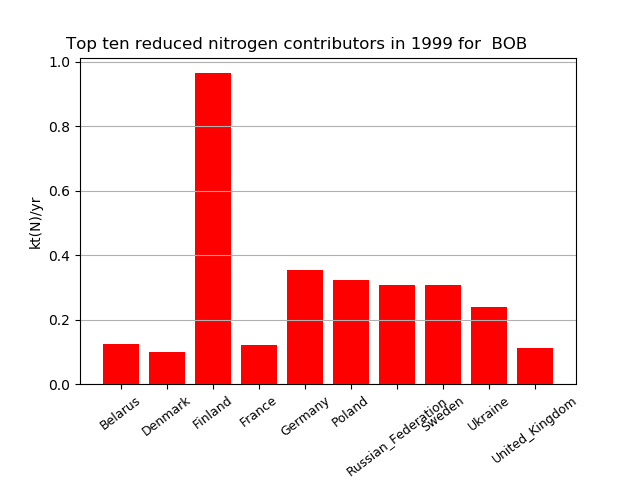 Top ten reduced nitrogen contributors in 1999 for  BOB
kt(N)/yr
1.0
0.8
0.6
0.4
0.2
0.0
Belarus
Denmark
Finland
France
Germany
Poland
Russian_Federation
Sweden
Ukraine
United_Kingdom